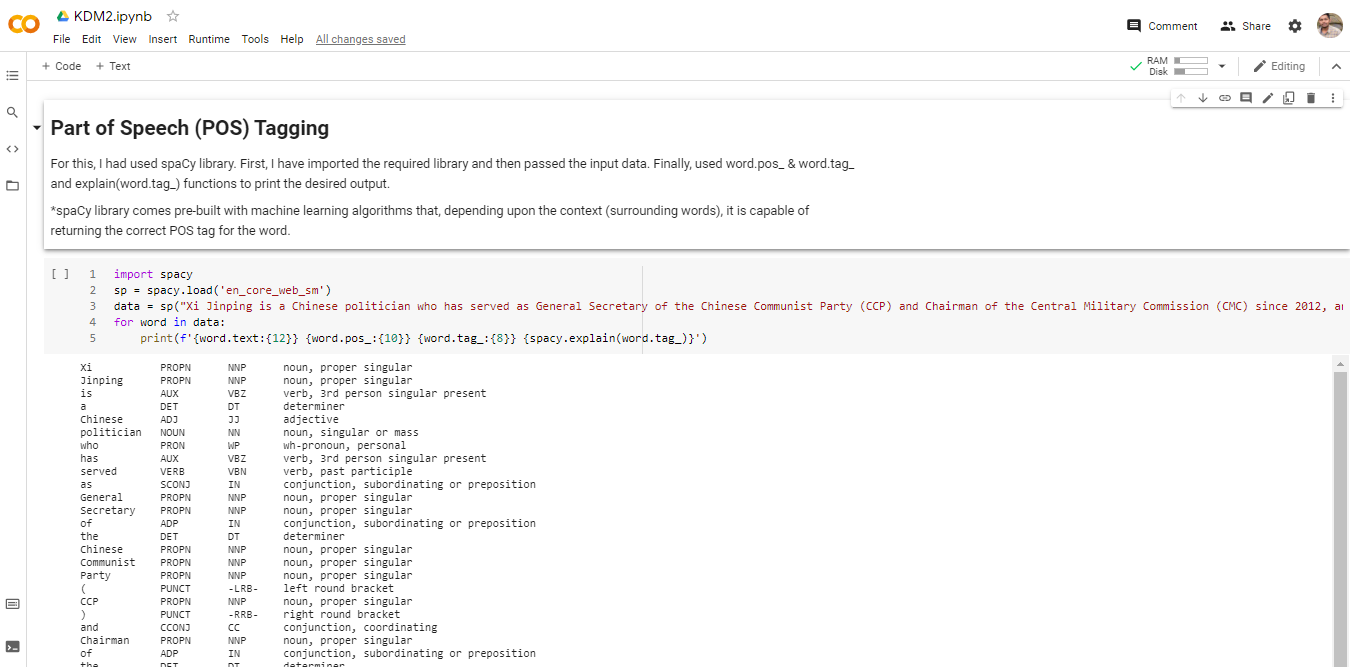 CO KDM2.ipynb
File Edit View Insert Runtime Tools Help All changes saved
Comment Share
+ Code + Text
RAM
Disk
Editing
Part of Speech (POS) Tagging
For this, I had used spaCy library. First, I have imported the required library and then passed the input data. Finally, used word.pos_ & word.tag_
and explain(word.tag_) functions to print the desired output.
*spaCy library comes pre-built with machine learning algorithms that, depending upon the context (surrounding words), it is capable of
returning the correct POS tag for the word.
[ ] 1 import spacy
2 sp = spacy.load('en_core_web_sm')
3 data = sp("Xi Jinping is a Chinese politician who has served as General Secretary of the Chinese Communist Party (CCP) and Chairman of the Central Military Commission (CMC) since 2012,
4 for word in data:
5 print(f'{word.text:{12}} {word.pos_:{10}} {word.tag_:{8}} {spacy.explain(word.tag_)}')
Xi PROPN NNP noun, proper singular
Jinping PROPN NNP noun, proper singular
is AUX VBZ verb, 3rd person singular present
a DET DT determiner
Chinese ADJ JJ adjective
politician NOUN NN noun, singular or mass
who PRON WP wh-pronoun, personal
has AUX VBZ verb, 3rd person singular present
served VERB VBN verb, past participle
as SCONJ IN conjunction, subordinating or preposition
General PROPN NNP noun, proper singular
Secretary PROPN NNP noun, proper singular
of ADP IN conjunction, subordinating or preposition
the DET DT determiner
Chinese PROPN NNP noun, proper singular
Communist PROPN NNP noun, proper singular
Party PROPN NNP noun, proper singular
( PUNCT -LRB- left round bracket
CCP PROPN NNP noun, proper singular
) PUNCT -RRB- right round bracket
and CCONJ CC conjunction, coordinating
Chairman PROPN NNP noun, proper singular
of ADP IN conjunction, subordinating or preposition
the DET DT determiner